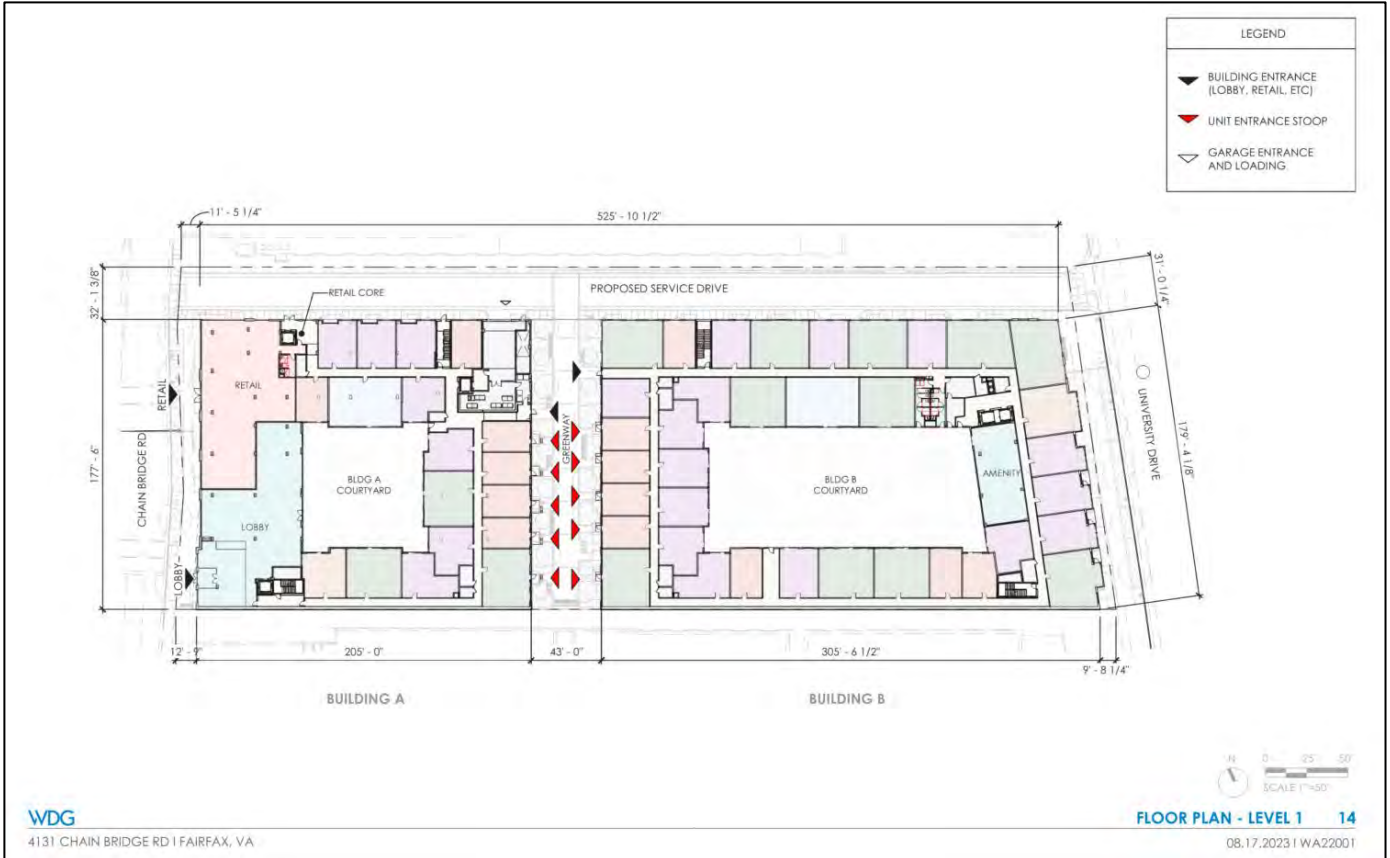 LEGEND
BUILDING ENTRANCE
(LOBBY, RETAIL, ETC)
UNIT ENTRANCE STOOP
GARAGE ENTRANCE
AND LOADING
11' - 5 1/4"
525' - 10 1/2"
32' - 1 3/8"
31' - 0 1/4"
RETAIL CORE
PROPOSED SERVICE DRIVE
RETAIL
RETAIL
GREENWAY
UNIVERSITY DRIVE
179' - 4 1/8"
177' - 6"
CHAIN BRIDGE RD
BLDG A
COURTYARD
BLDG B
COURTYARD
AMENITY
LOBBY
LOBBY
12' - 9"
205' - 0"
43' - 0"
305' - 6 1/2"
9' - 8 1/4"
BUILDING A
BUILDING B
N
0 25' 50'
SCALE 1"=50'
WDG
FLOOR PLAN - LEVEL 1 14
4131 CHAIN BRIDGE RD | FAIRFAX, VA
08.17.2023 | WA22001